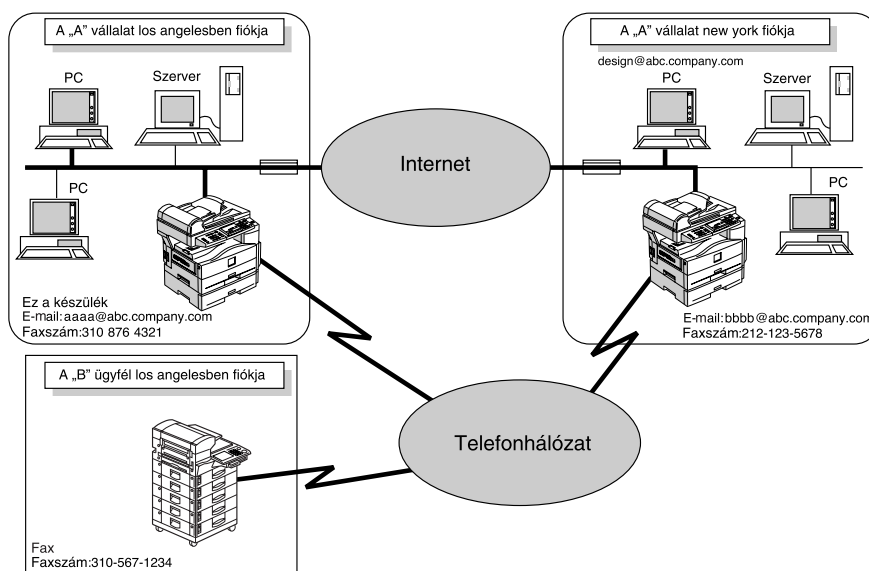 A „A” vállalat los angelesben fiókja
PC
Szerver
PC
Ez a készülék
E-mail:aaaa@abc.company.com
Faxszám:310 876 4321
Internet
A „A” vállalat new york fiókja
design@abc.company.com
PC
Szerver
PC
E-mail:bbbb@abc.company.com
Faxszám:212-123-5678
A „B” ügyfél los angelesben fiókja
Fax
Faxszám:310-567-1234
Telefonhálózat